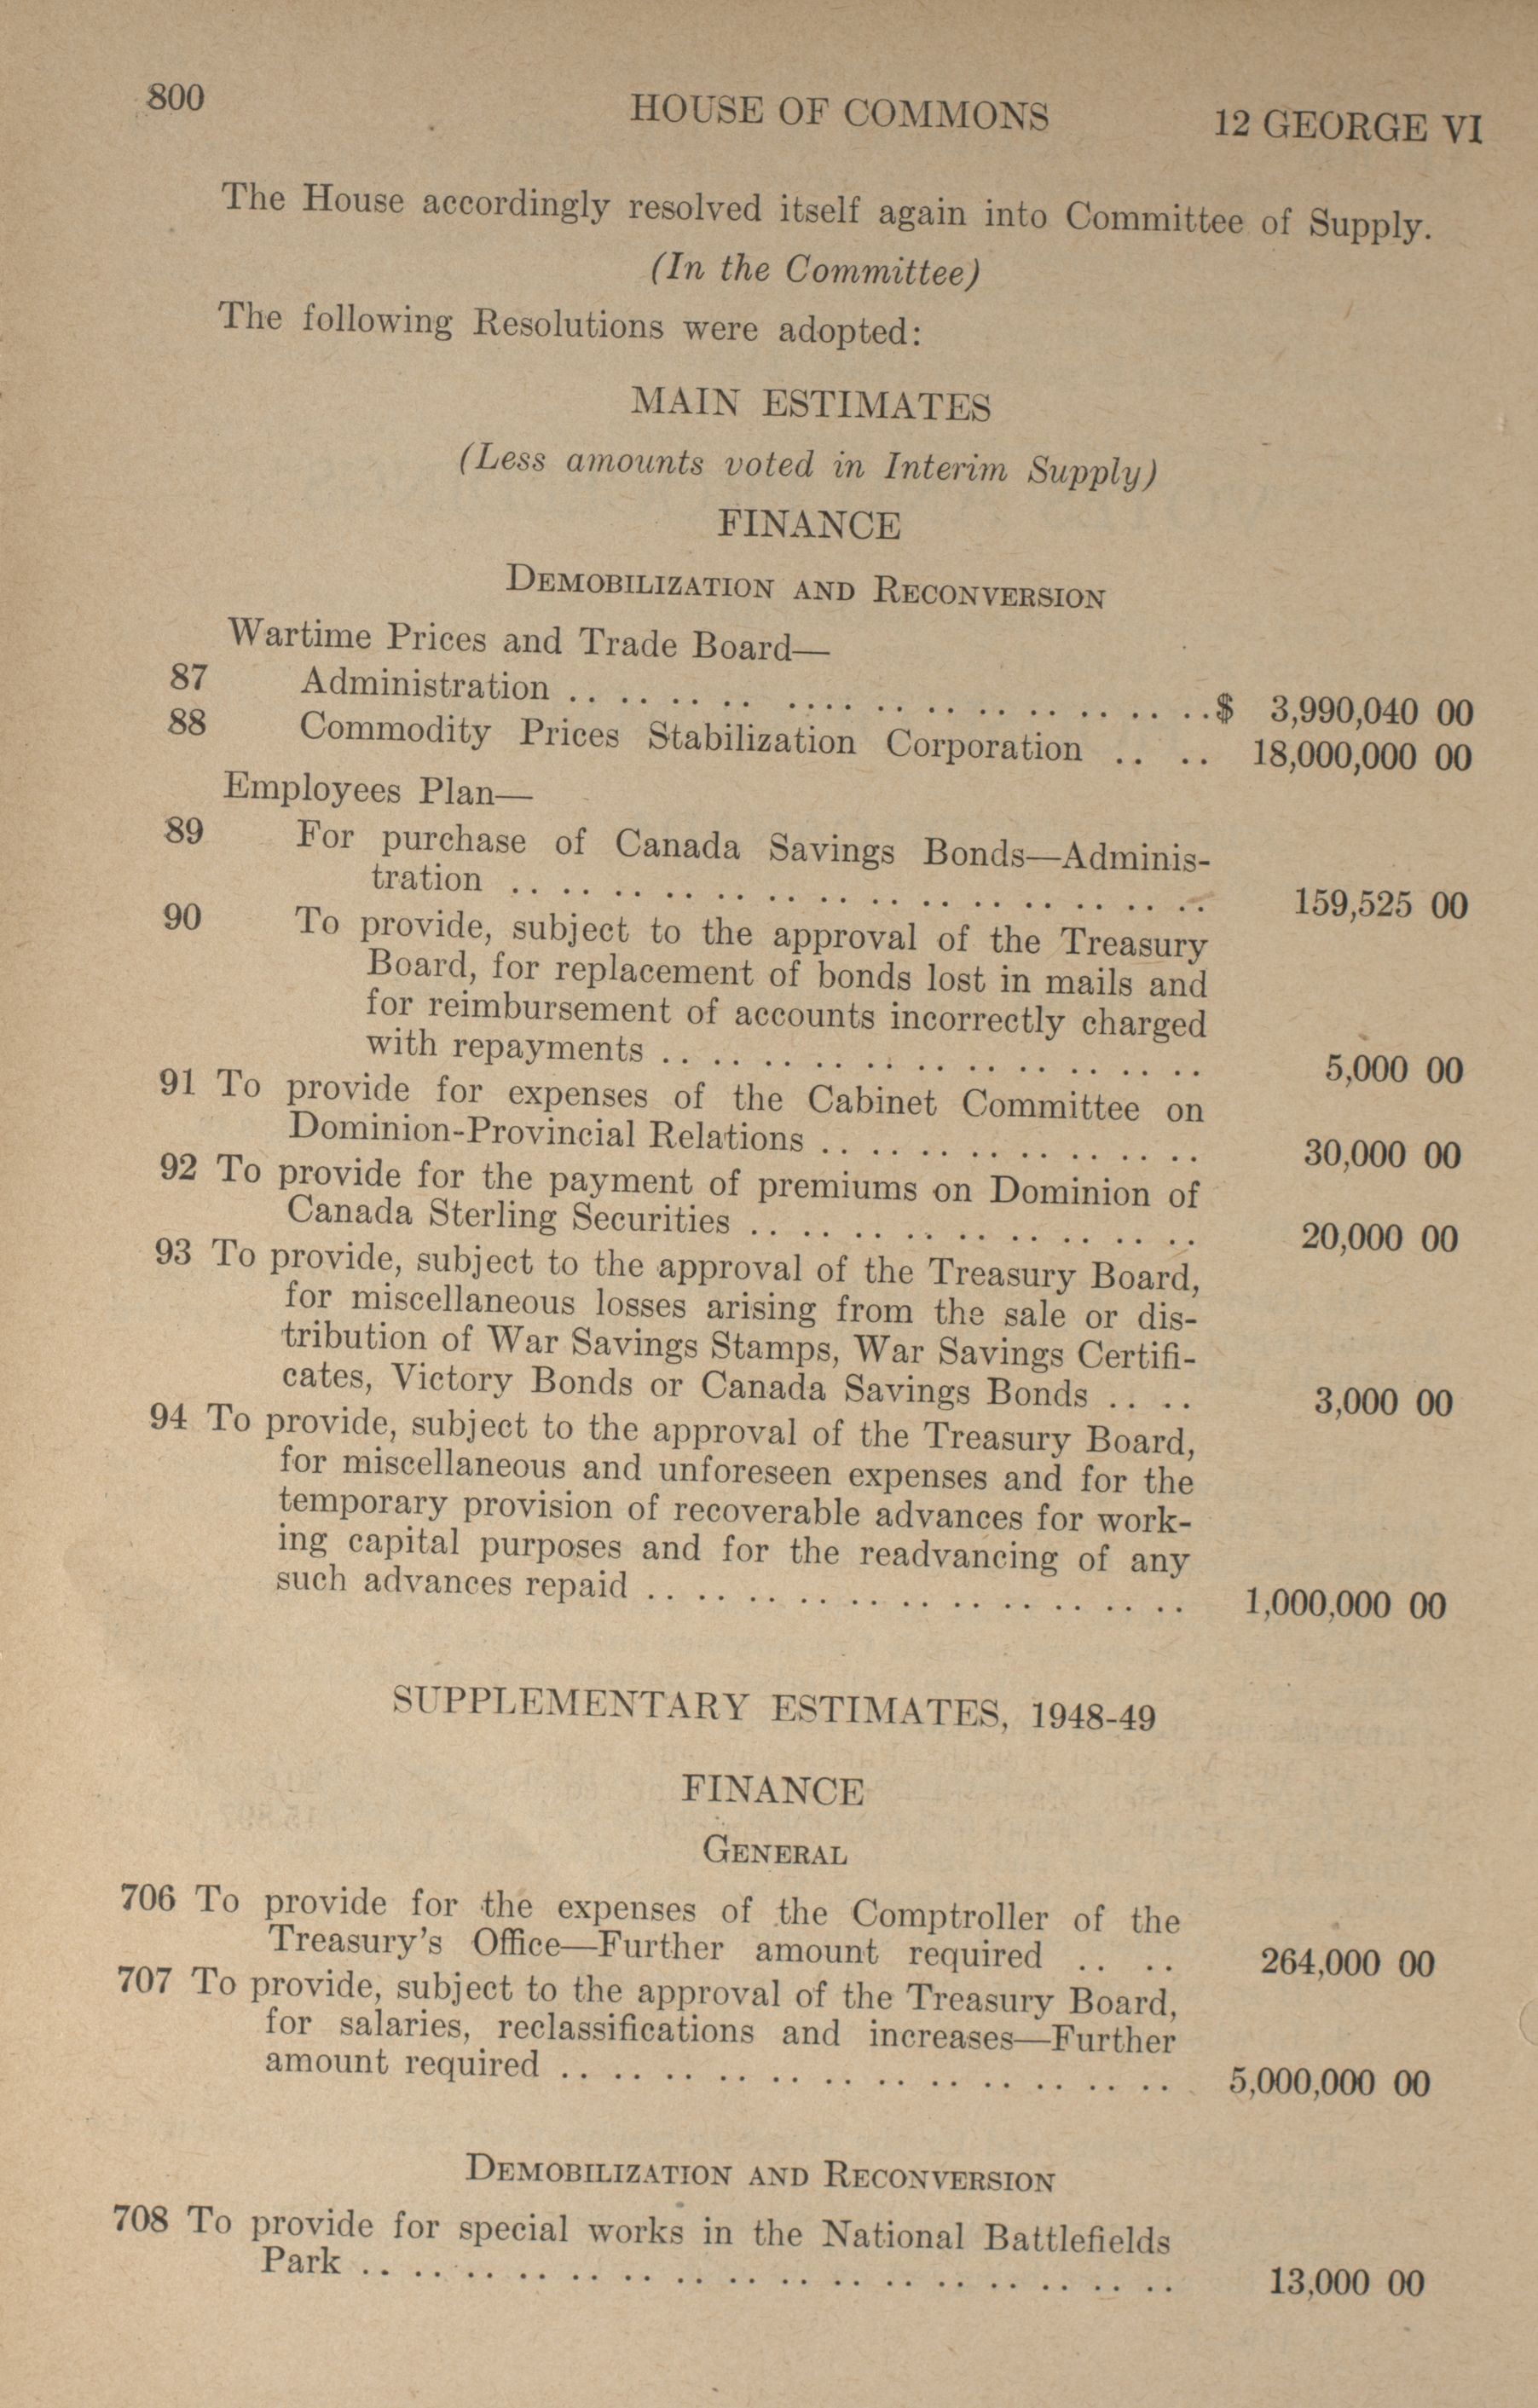 800
HOUSE OF COMMONS
12 GEORGE VI
The House accordingly resolved itself again into Committee of Supply.
(In the Committee)
The following Resolutions were adopted:
MAIN ESTIMATES
(Less amounts voted in Interim Supply)
FINANCE
DEMOBILIZATION AND RECONVERSION
Wartime Prices and Trade Board—
87 Administration .. .. .. .. .... .. .. .. .. .. .. ..$ 3,990,040 00
88 Commodity Prices Stabilization Corporation .. .. 18,000,000 00
Employees Plan—
89 For purchase of Canada Savings Bonds—Adminis-
tration .. .. .. .. .. .. .. .. .. .. .. .. .. .. 159,525 00
90 To provide, subject to the approval of the Treasury
Board, for replacement of bonds lost in mails and
for reimbursement of accounts incorrectly charged
with repayments .. .. .. .. .. .. .. .. .. .. .. 5,000 00
91 To provide for expenses of the Cabinet Committee on
Dominion-Provincial Relations .. .. .. .. .. .. .. .. 30,000 00
92 To provide for the payment of premiums on Dominion of
Canada Sterling Securities .. .. .. .. .. .. .. .. .. 20,000 00
93 To provide, subject to the approval of the Treasury Board,
for miscellaneous losses arising from the sale or dis-
tribution of War Savings Stamps, War Savings Certifi-
cates, Victory Bonds or Canada Savings Bonds .. .. 3,000 00
94 To provide, subject to the approval of the Treasury Board,
for miscellaneous and unforeseen expenses and for the
temporary provision of recoverable advances for work-
ing capital purposes and for the readvancing of any
such advances repaid .. .. .. .. .. .. .. .. .. .. .. 1,000,000 00
SUPPLEMENTARY ESTIMATES, 1948-49
FINANCE
GENERAL
706 To provide for the expenses of the Comptroller of the
Treasury's Office—Further amount required .. .. 264,000 00
707 To provide, subject to the approval of the Treasury Board,
for salaries, reclassifications and increases—Further
amount required .. .. .. .. .. .. .. .. .. .. .. .. 5,000,000 00
DEMOBILIZATION AND RECONVERSION
708 To provide for special works in the National Battlefields
Park .. .. .. .. .. .. .. .. .. .. .. .. .. .. .. .. 13,000 00